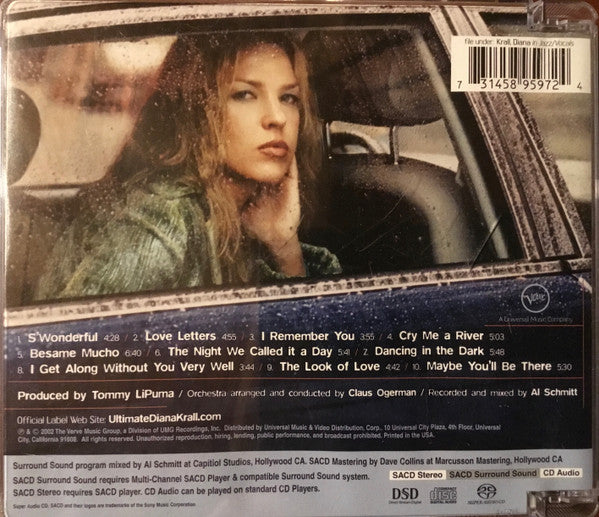 file under: Krall, Diana in Jazz/Vocals
7 31458 95972 4
VERVE
A Universal Music Company
1. S'Wonderful 4:28 / 2. Love Letters 4:55 / 3. I Remember You 3:55 / 4. Cry Me a River 5:03
5. Besame Mucho 6:40 / 6. The Night We Called it a Day 5:41 / 7. Dancing in the Dark 5:48
8. I Get Along Without You Very Well 3:44 / 9. The Look of Love 4:42 / 10. Maybe You'll Be There 5:30
Produced by Tommy LiPuma / Orchestra arranged and conducted by Claus Ogerman / Recorded and mixed by Al Schmitt
Official Label Web Site: UltimateDianaKrall.com
℗ & © 2002 The Verve Music Group, a Division of UMG Recordings, Inc. Distributed by Universal Music & Video Distribution, Corp., 10 Universal City Plaza, 4th Floor, Universal
City, California 91608. All rights reserved. Unauthorized reproduction, hiring, lending, public performance, and broadcast prohibited. Printed in the USA.
Surround Sound program mixed by Al Schmitt at Capitol Studios, Hollywood CA. SACD Mastering by Dave Collins at Marcusson Mastering, Hollywood CA
SACD Surround Sound requires Multi-Channel SACD Player & compatible Surround Sound system.
SACD Stereo requires SACD player. CD Audio can be played on standard CD Players.
SACD Stereo SACD Surround Sound CD Audio
DSD COMPACT disc DIGITAL AUDIO SUPER AUDIO CD
Super Audio CD, SACD and their logos are trademarks of the Sony Music Corporation